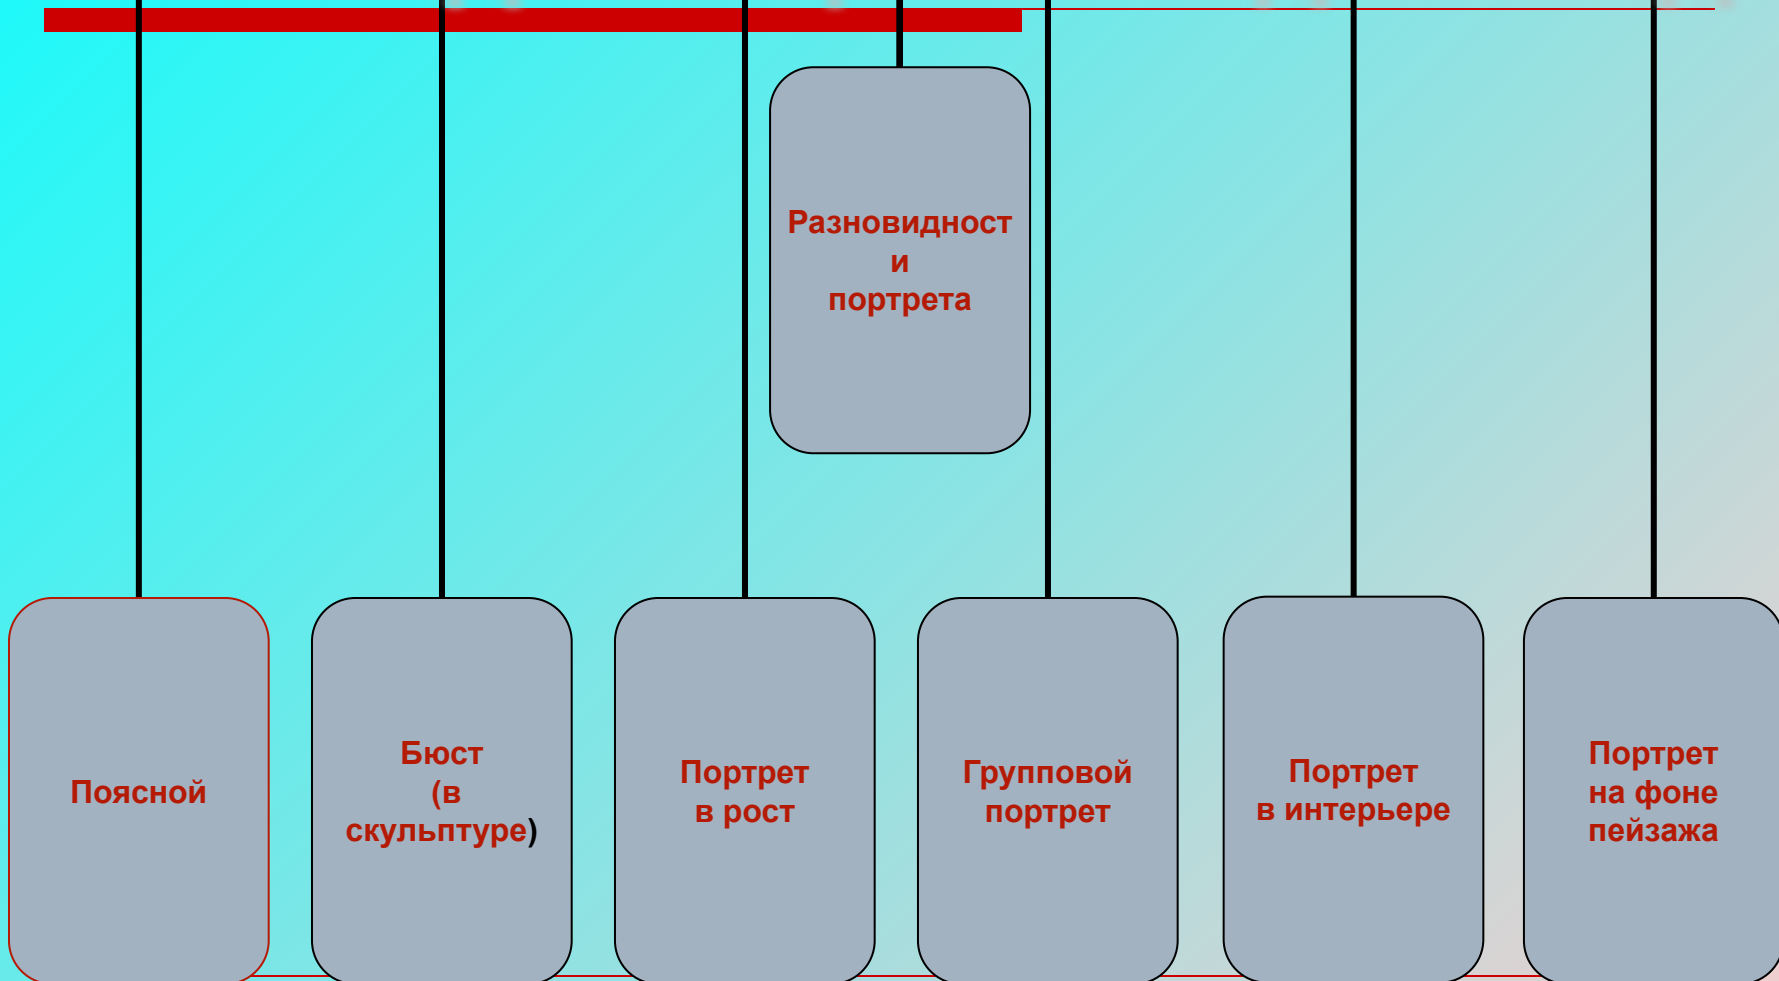 Разновидност
и
портрета
Поясной
Бюст
(в
скульптуре)
Портрет
в рост
Групповой
портрет
Портрет
в интерьере
Портрет
на фоне
пейзажа